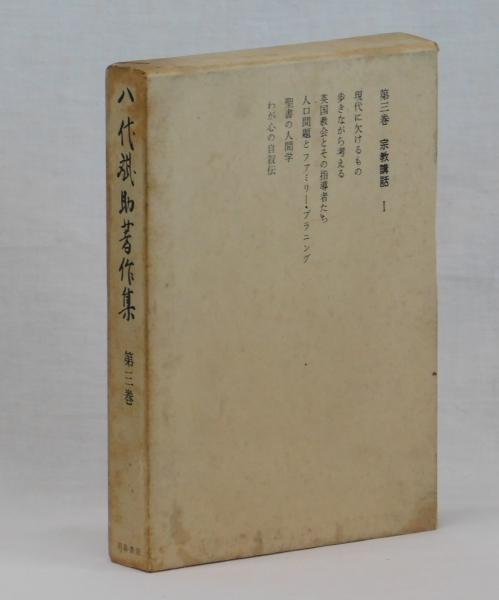 八代斌助著作集
第三巻
第三巻 宗教講話 1
現代に欠けるもの
歩きながら考える
英国教会とその指導者たち
人口問題とファミリー・プラニング
聖書の人間学
わが心の自叙伝